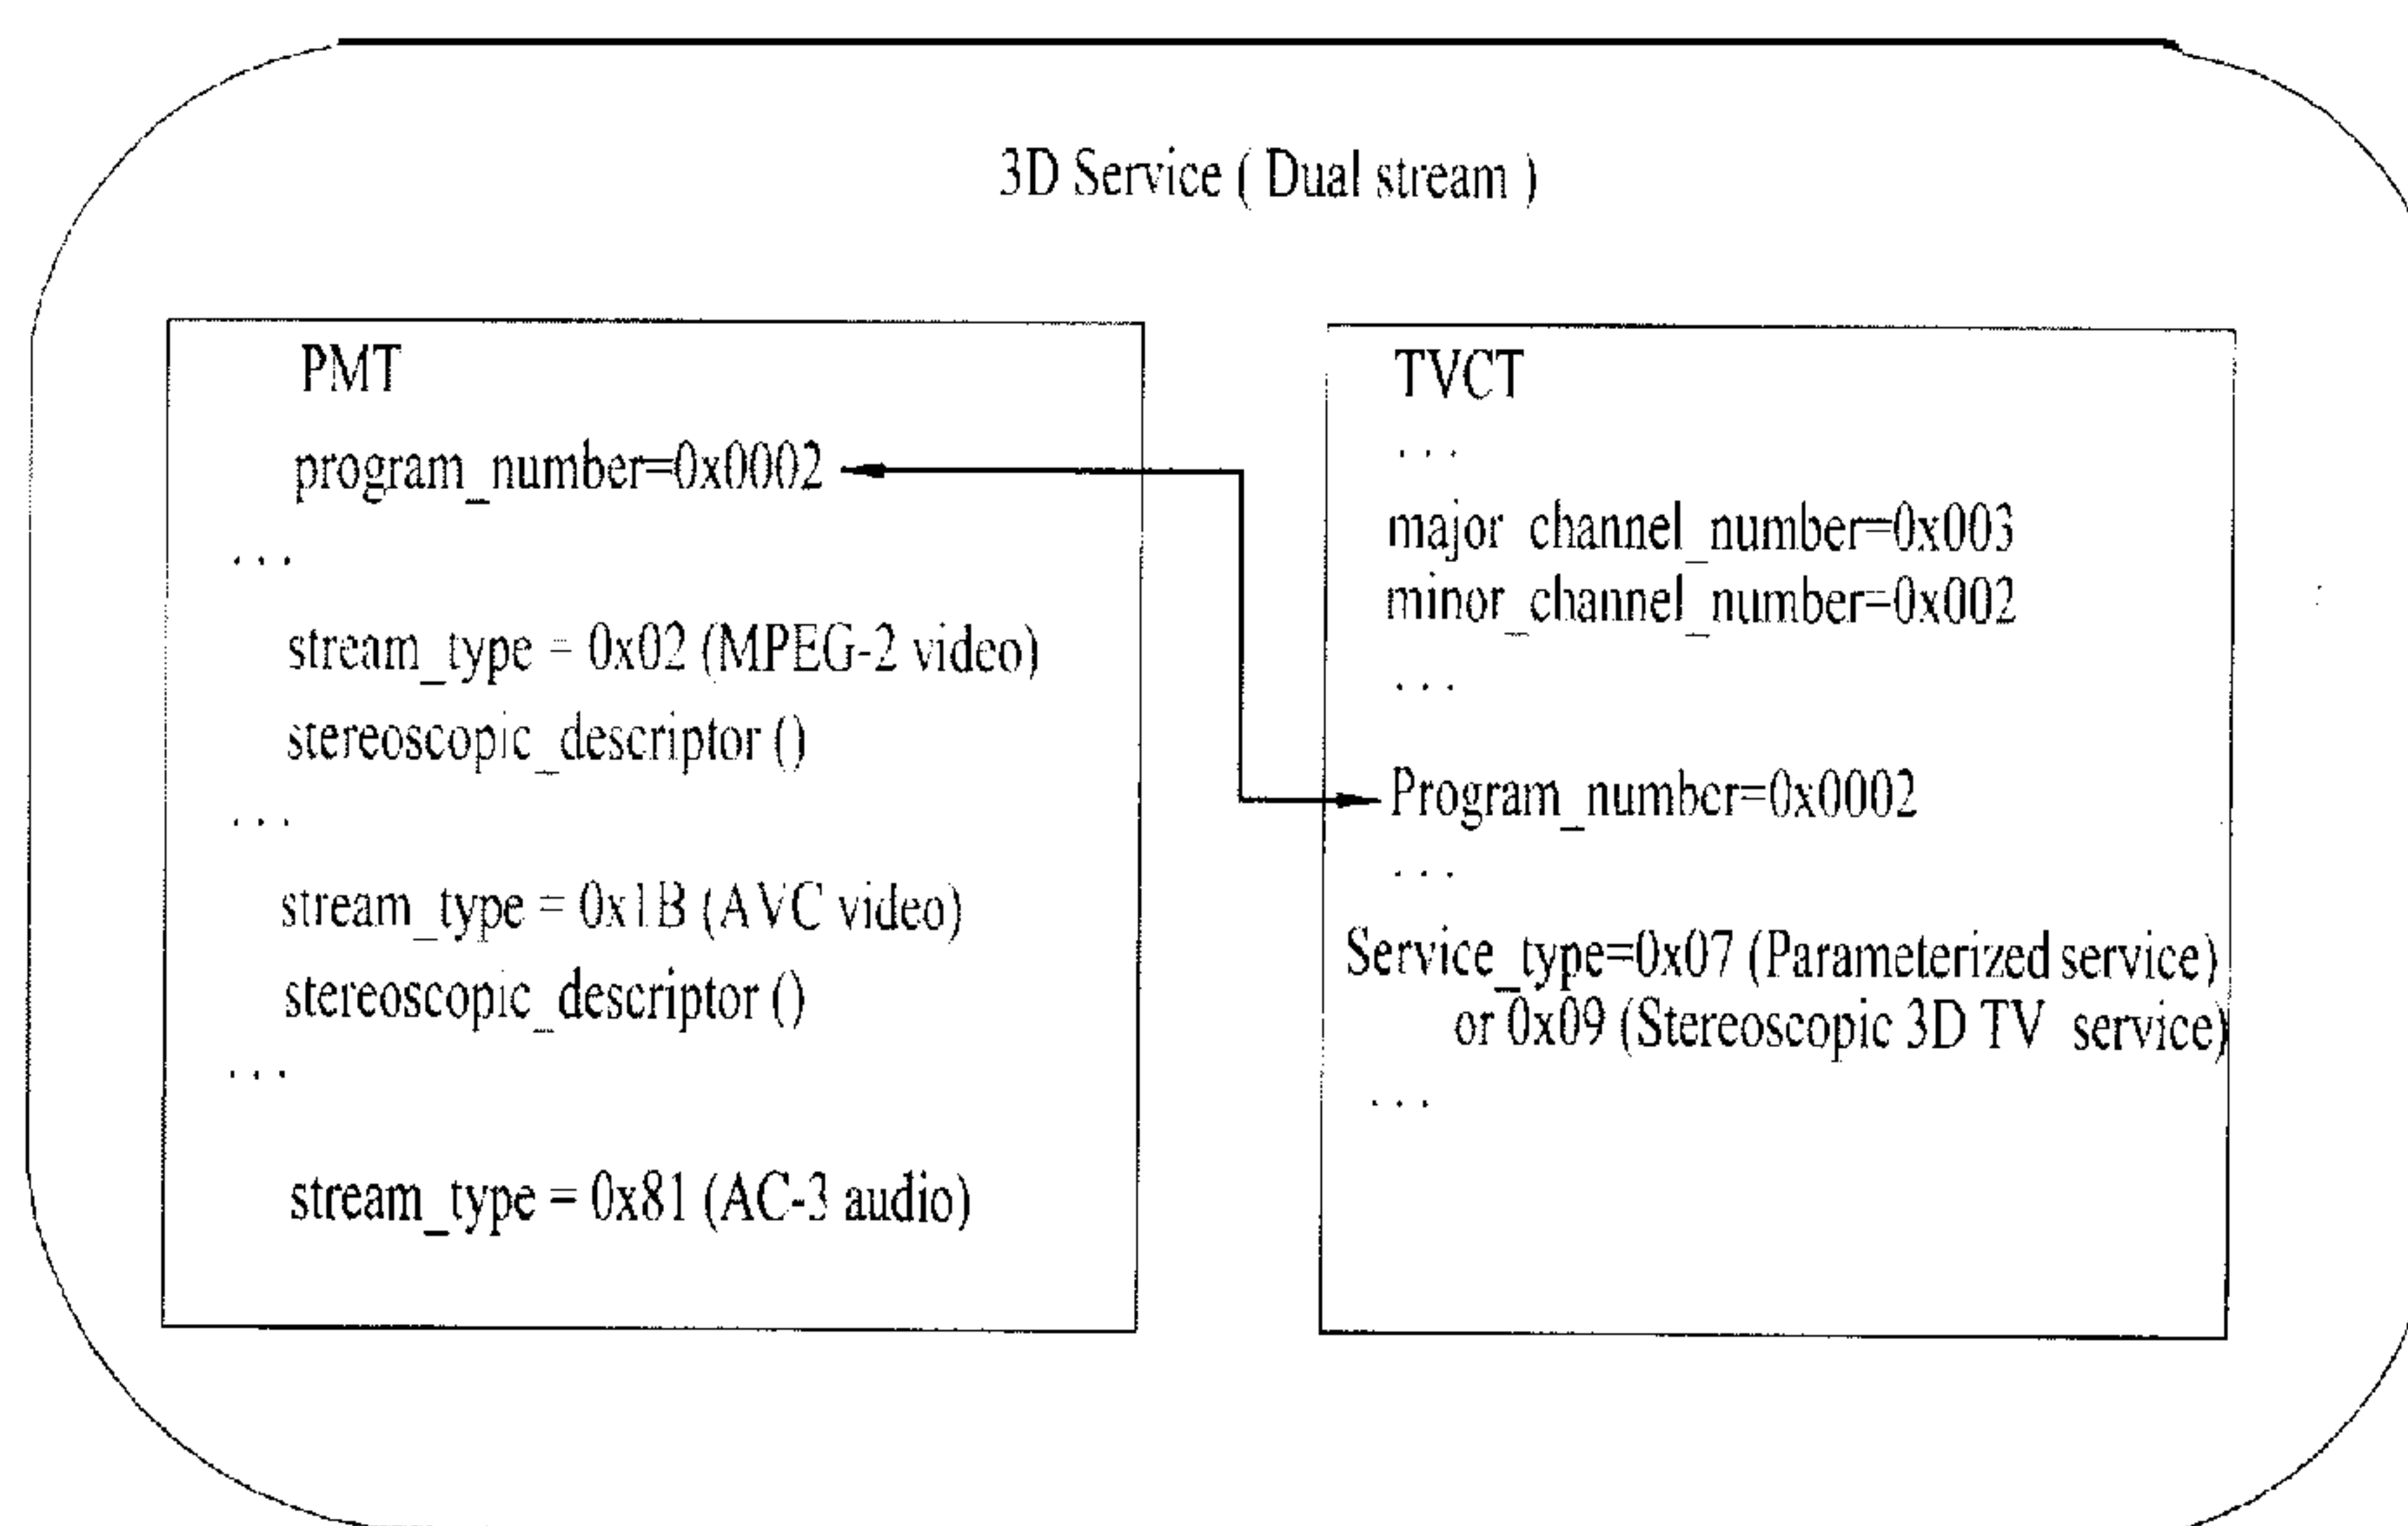 3D Service ( Dual stream )
PMT
program_number=0x0002
...
stream_type = 0x02 (MPEG-2 video)
stereoscopic_descriptor ()
...
stream_type = 0x1B (AVC video)
stereoscopic_descriptor ()
...
stream_type = 0x81 (AC-3 audio)
TVCT
...
major_channel_number=0x003
minor_channel_number=0x002
...
Program_number=0x0002
...
Service_type=0x07 (Parameterized service)
or 0x09 (Stereoscopic 3D TV service)
...